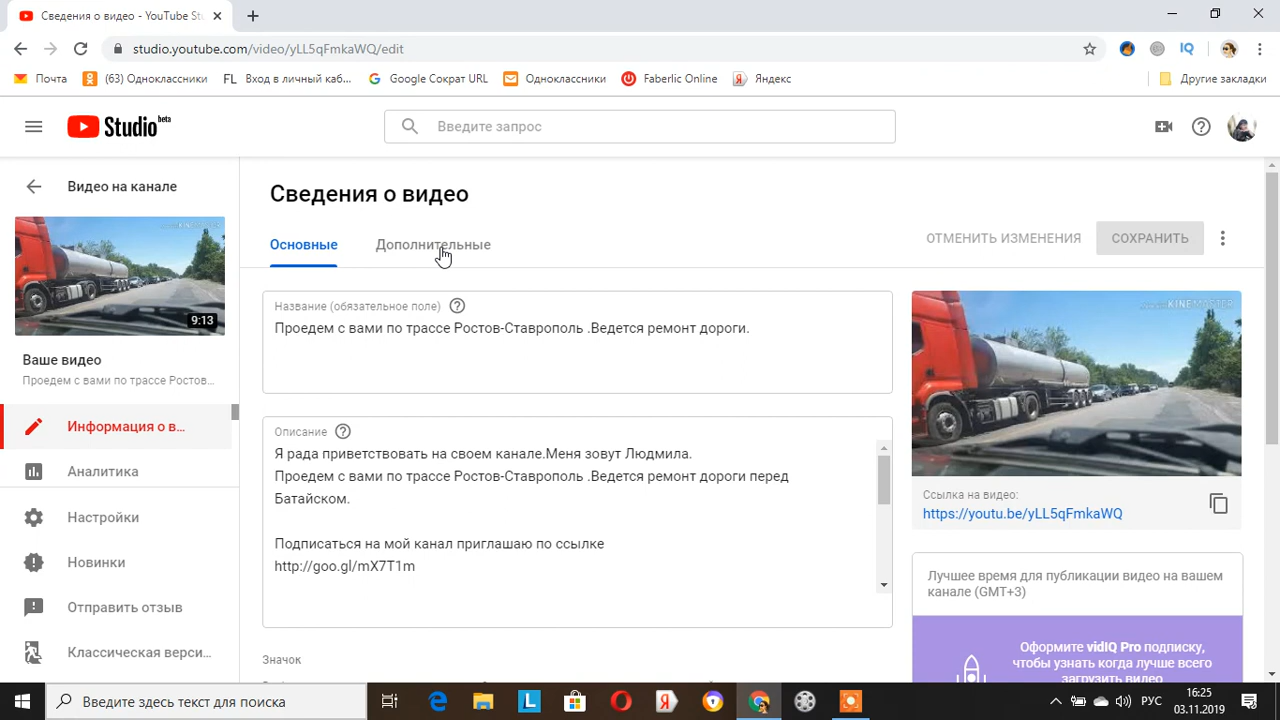 Сведения о видео - YouTube St
studio.youtube.com/video/yLL5qFmkaWQ/edit
IQ
Почта
(63) Одноклассники
FL Вход в личный каб...
Google Сократ URL
Одноклассники
Faberlic Online
Яндекс
Другие закладки
Studio beta
Введите запрос
Видео на канале
KINEMASTER
9:13
Ваше видео
Проедем с вами по трассе Ростов...
Информация о в...
Аналитика
Настройки
Новинки
Отправить отзыв
Классическая верси...
Сведения о видео
Основные
Дополнительные
ОТМЕНИТЬ ИЗМЕНЕНИЯ
СОХРАНИТЬ
Название (обязательное поле)
Проедем с вами по трассе Ростов-Ставрополь .Ведется ремонт дороги.
Описание
Я рада приветствовать на своем канале.Меня зовут Людмила.
Проедем с вами по трассе Ростов-Ставрополь .Ведется ремонт дороги перед
Батайском.
Подписаться на мой канал приглашаю по ссылке
http://goo.gl/mX7T1m
Значок
KINEMASTER
Ссылка на видео:
https://youtu.be/yLL5qFmkaWQ
Лучшее время для публикации видео на вашем
канале (GMT+3)
Оформите vidIQ Pro подписку,
чтобы узнать когда лучше всего
загрузить видео
Введите здесь текст для поиска
РУС
16:25
03.11.2019